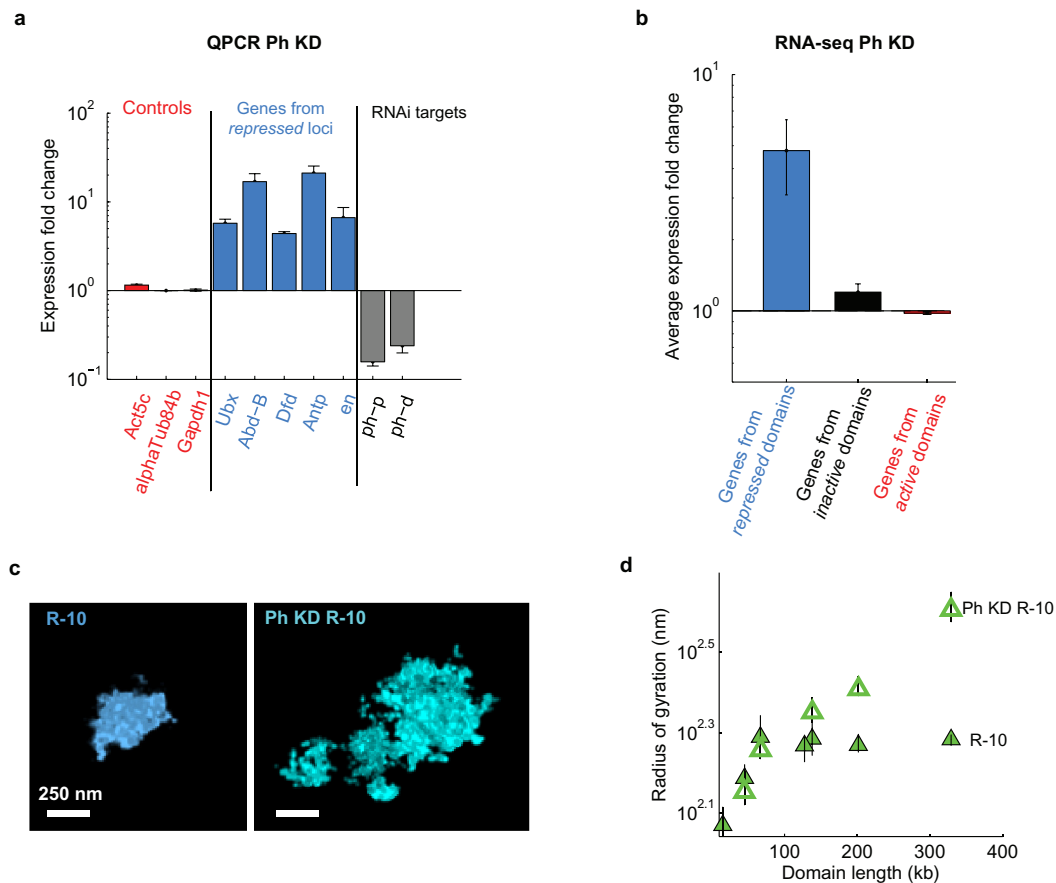 a
QPCR Ph KD
Expression fold change
10^2
10^1
10^0
10^−1
Controls
Genes from
repressed loci
RNAi targets
Act5c
alphaTub84b
Gapdh1
Ubx
Abd−B
Dfd
Antp
en
ph−p
ph−d
b
RNA-seq Ph KD
Average expression fold change
10^1
10^0
Genes from
repressed domains
Genes from
inactive domains
Genes from
active domains
c
R-10
250 nm
Ph KD R-10
d
Radius of gyration (nm)
10^2.5
10^2.3
10^2.1
Ph KD R-10
R-10
100
200
300
400
Domain length (kb)